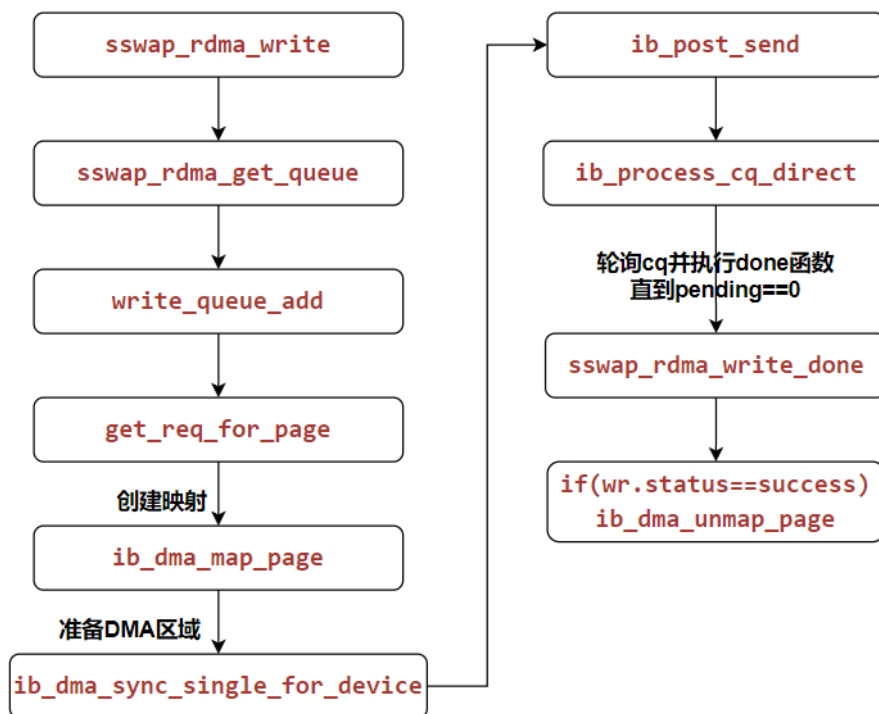 sswap_rdma_write
sswap_rdma_get_queue
write_queue_add
get_req_for_page
创建映射
ib_dma_map_page
准备DMA区域
ib_dma_sync_single_for_device
ib_post_send
ib_process_cq_direct
轮询cq并执行done函数
直到pending==0
sswap_rdma_write_done
if(wr.status==success)
ib_dma_unmap_page